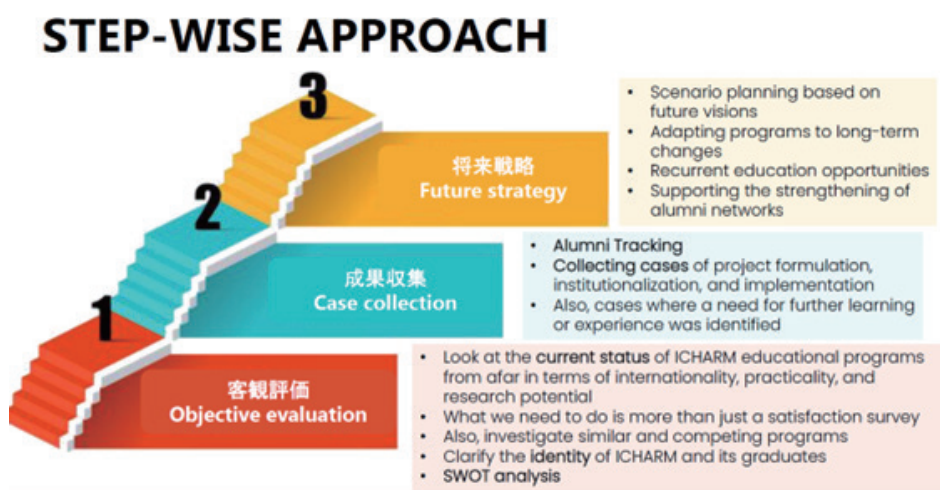 STEP-WISE APPROACH
3
将来戦略
Future strategy
• Scenario planning based on
future visions
• Adapting programs to long-term
changes
• Recurrent education opportunities
• Supporting the strengthening of
alumni networks
2
成果収集
Case collection
• Alumni Tracking
• Collecting cases of project formulation,
institutionalization, and implementation
• Also, cases where a need for further learning
or experience was identified
1
客観評価
Objective evaluation
• Look at the current status of ICHARM educational programs
from afar in terms of internationality, practicality, and
research potential
• What we need to do is more than just a satisfaction survey
• Also, investigate similar and competing programs
• Clarify the identity of ICHARM and its graduates
• SWOT analysis